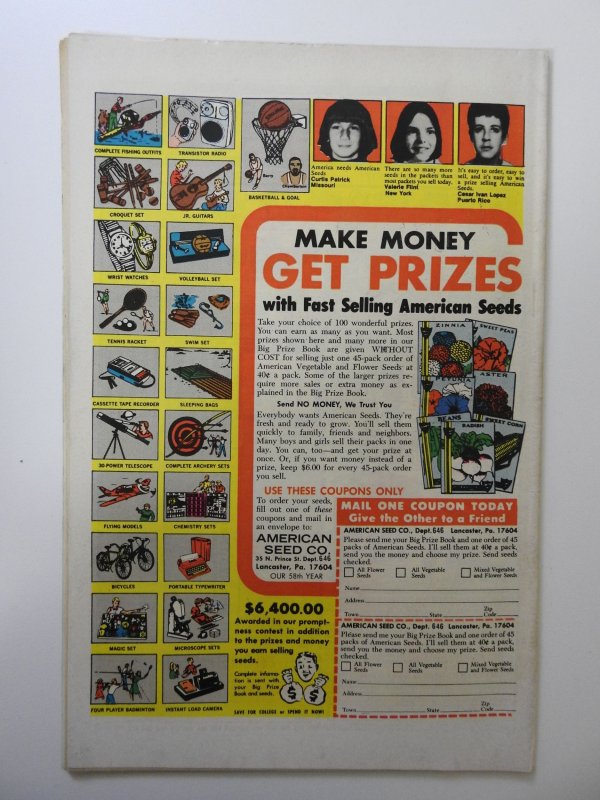 COMPLETE FISHING OUTFITS
TRANSISTOR RADIO
CROQUET SET
JR. GUITARS
WRIST WATCHES
VOLLEYBALL SET
TENNIS RACKET
SWIM SET
CASSETTE TAPE RECORDER
SLEEPING BAGS
30-POWER TELESCOPE
COMPLETE ARCHERY SETS
FLYING MODELS
CHEMISTRY SETS
BICYCLES
PORTABLE TYPEWRITER
MAGIC SET
MICROSCOPE SETS
FOUR PLAYER BADMINTON
INSTANT LOAD CAMERA
Barry
Chamberlain
BASKETBALL & GOAL
America needs American
Seeds
Curtis Patrick
Missouri
There are so many more
seeds in the packets than
most packets you sell today.
Valerie Flint
New York
It's easy to order, easy to
sell, and it's easy to win
a prize selling American
Seeds.
Cesar Ivan Lopez
Puerto Rico
MAKE MONEY
GET PRIZES
with Fast Selling American Seeds
Take your choice of 100 wonderful prizes.
You can earn as many as you want. Most
prizes shown here and many more in our
Big Prize Book are given WITHOUT
COST for selling just one 45-pack order of
American Vegetable and Flower Seeds at
40¢ a pack. Some of the larger prizes re-
quire more sales or extra money as ex-
plained in the Big Prize Book.
Send NO MONEY, We Trust You
Everybody wants American Seeds. They're
fresh and ready to grow. You'll sell them
quickly to family, friends and neighbors.
Many boys and girls sell their packs in one
day. You can, too—and get your prize at
once. Or, if you want money instead of a
prize, keep $6.00 for every 45-pack order
you sell.
ZINNIA
SWEET PEAS
PETUNIA
ASTER
BEANS
RADISH
SWEET CORN
USE THESE COUPONS ONLY
To order your seeds,
fill out one of these
coupons and mail in
an envelope to:
AMERICAN
SEED CO.
35 N. Prince St. Dept. 646
Lancaster, Pa. 17604
OUR 58th YEAR
MAIL ONE COUPON TODAY
Give the Other to a Friend
AMERICAN SEED CO., Dept. 646 Lancaster, Pa. 17604
Please send me your Big Prize Book and one order of 45
packs of American Seeds. I'll sell them at 40¢ a pack,
send you the money and choose my prize. Send seeds
checked.
All Flower Seeds
All Vegetable Seeds
Mixed Vegetable and Flower Seeds
Name
Address
Town State Zip Code
AMERICAN SEED CO., Dept. 646 Lancaster, Pa. 17604
Please send me your Big Prize Book and one order of 45
packs of American Seeds. I'll sell them at 40¢ a pack,
send you the money and choose my prize. Send seeds
checked.
All Flower Seeds
All Vegetable Seeds
Mixed Vegetable and Flower Seeds
Name
Address
Town State Zip Code
$6,400.00
Awarded in our prompt-
ness contest in addition
to the prizes and money
you earn selling
seeds.
Complete informa-
tion is sent with
your Big Prize
Book and seeds.
SAVE FOR COLLEGE or SPEND IT NOW!